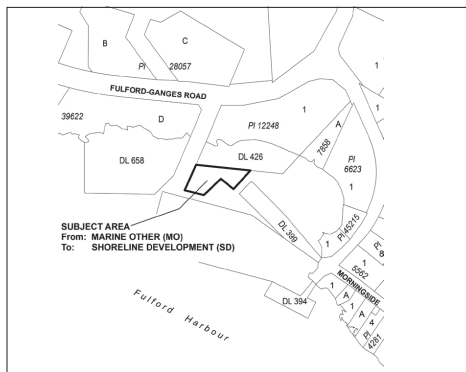 B
C
Pl 28057
1
FULFORD-GANGES ROAD
39622
D
Pl 12248
1
A
7858
Pl
6623
1
1
DL 658
DL 426
SUBJECT AREA
From: MARINE OTHER (MO)
To: SHORELINE DEVELOPMENT (SD)
DL 399
1
Pl 45215
Pl 8
1
5562
MORNINGSIDE
DL 394
1
A
1
A
4
Pl
4281
Fulford Harbour